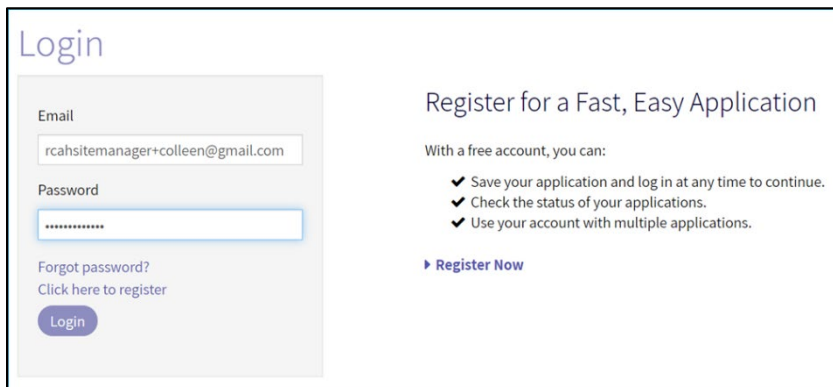 Login
Email
rcahsitemanager+colleen@gmail.com
Password
•••••••••••••
Forgot password?
Click here to register
Login
Register for a Fast, Easy Application
With a free account, you can:
✔ Save your application and log in at any time to continue.
✔ Check the status of your applications.
✔ Use your account with multiple applications.
Register Now